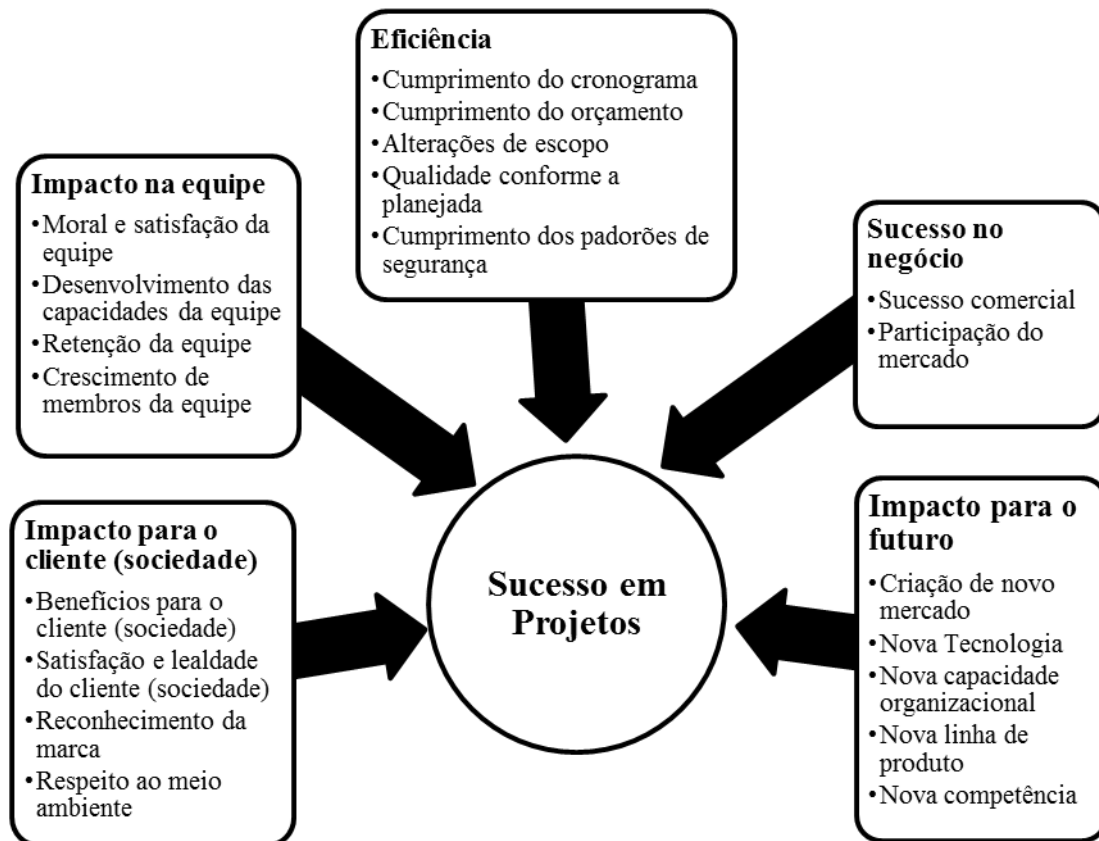 Eficiência
•Cumprimento do cronograma
•Cumprimento do orçamento
•Alterações de escopo
•Qualidade conforme a
planejada
•Cumprimento dos padorões de
segurança
Impacto na equipe
•Moral e satisfação da
equipe
•Desenvolvimento das
capacidades da equipe
•Retenção da equipe
•Crescimento de
membros da equipe
Sucesso no
negócio
•Sucesso comercial
•Participação do
mercado
Impacto para o
cliente (sociedade)
•Benefícios para o
cliente (sociedade)
•Satisfação e lealdade
do cliente (sociedade)
•Reconhecimento da
marca
•Respeito ao meio
ambiente
Sucesso em
Projetos
Impacto para o
futuro
•Criação de novo
mercado
•Nova Tecnologia
•Nova capacidade
organizacional
•Nova linha de
produto
•Nova competência